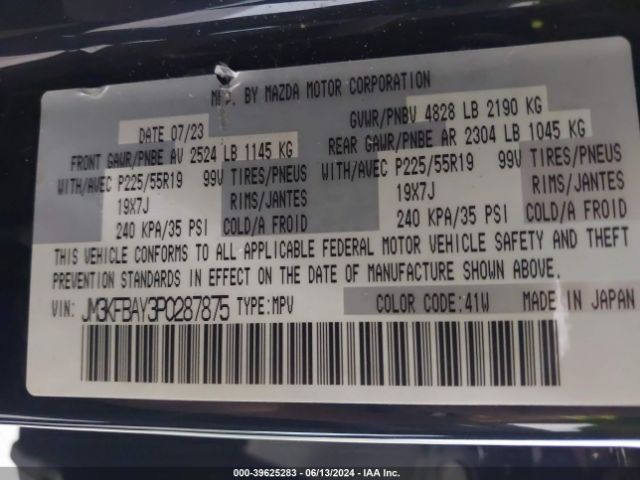 MFD. BY MAZDA MOTOR CORPORATION
DATE 07/23 GVWR/PNBV 4828 LB 2190 KG
FRONT GAWR/PNBE AV 2524 LB 1145 KG REAR GAWR/PNBE AR 2304 LB 1045 KG
WITH/AVEC P225/55R19 99V TIRES/PNEUS WITH/AVEC P225/55R19 99V TIRES/PNEUS
19X7J RIMS/JANTES 19X7J RIMS/JANTES
240 KPA/35 PSI COLD/A FROID 240 KPA/35 PSI COLD/A FROID
THIS VEHICLE CONFORMS TO ALL APPLICABLE FEDERAL MOTOR VEHICLE SAFETY AND THEFT
PREVENTION STANDARDS IN EFFECT ON THE DATE OF MANUFACTURE SHOWN ABOVE.
VIN: JM3KFBAY3P0287875 TYPE:MPV COLOR CODE:41W MADE IN JAPAN
000-39625283 - 06/13/2024 - IAA Inc.